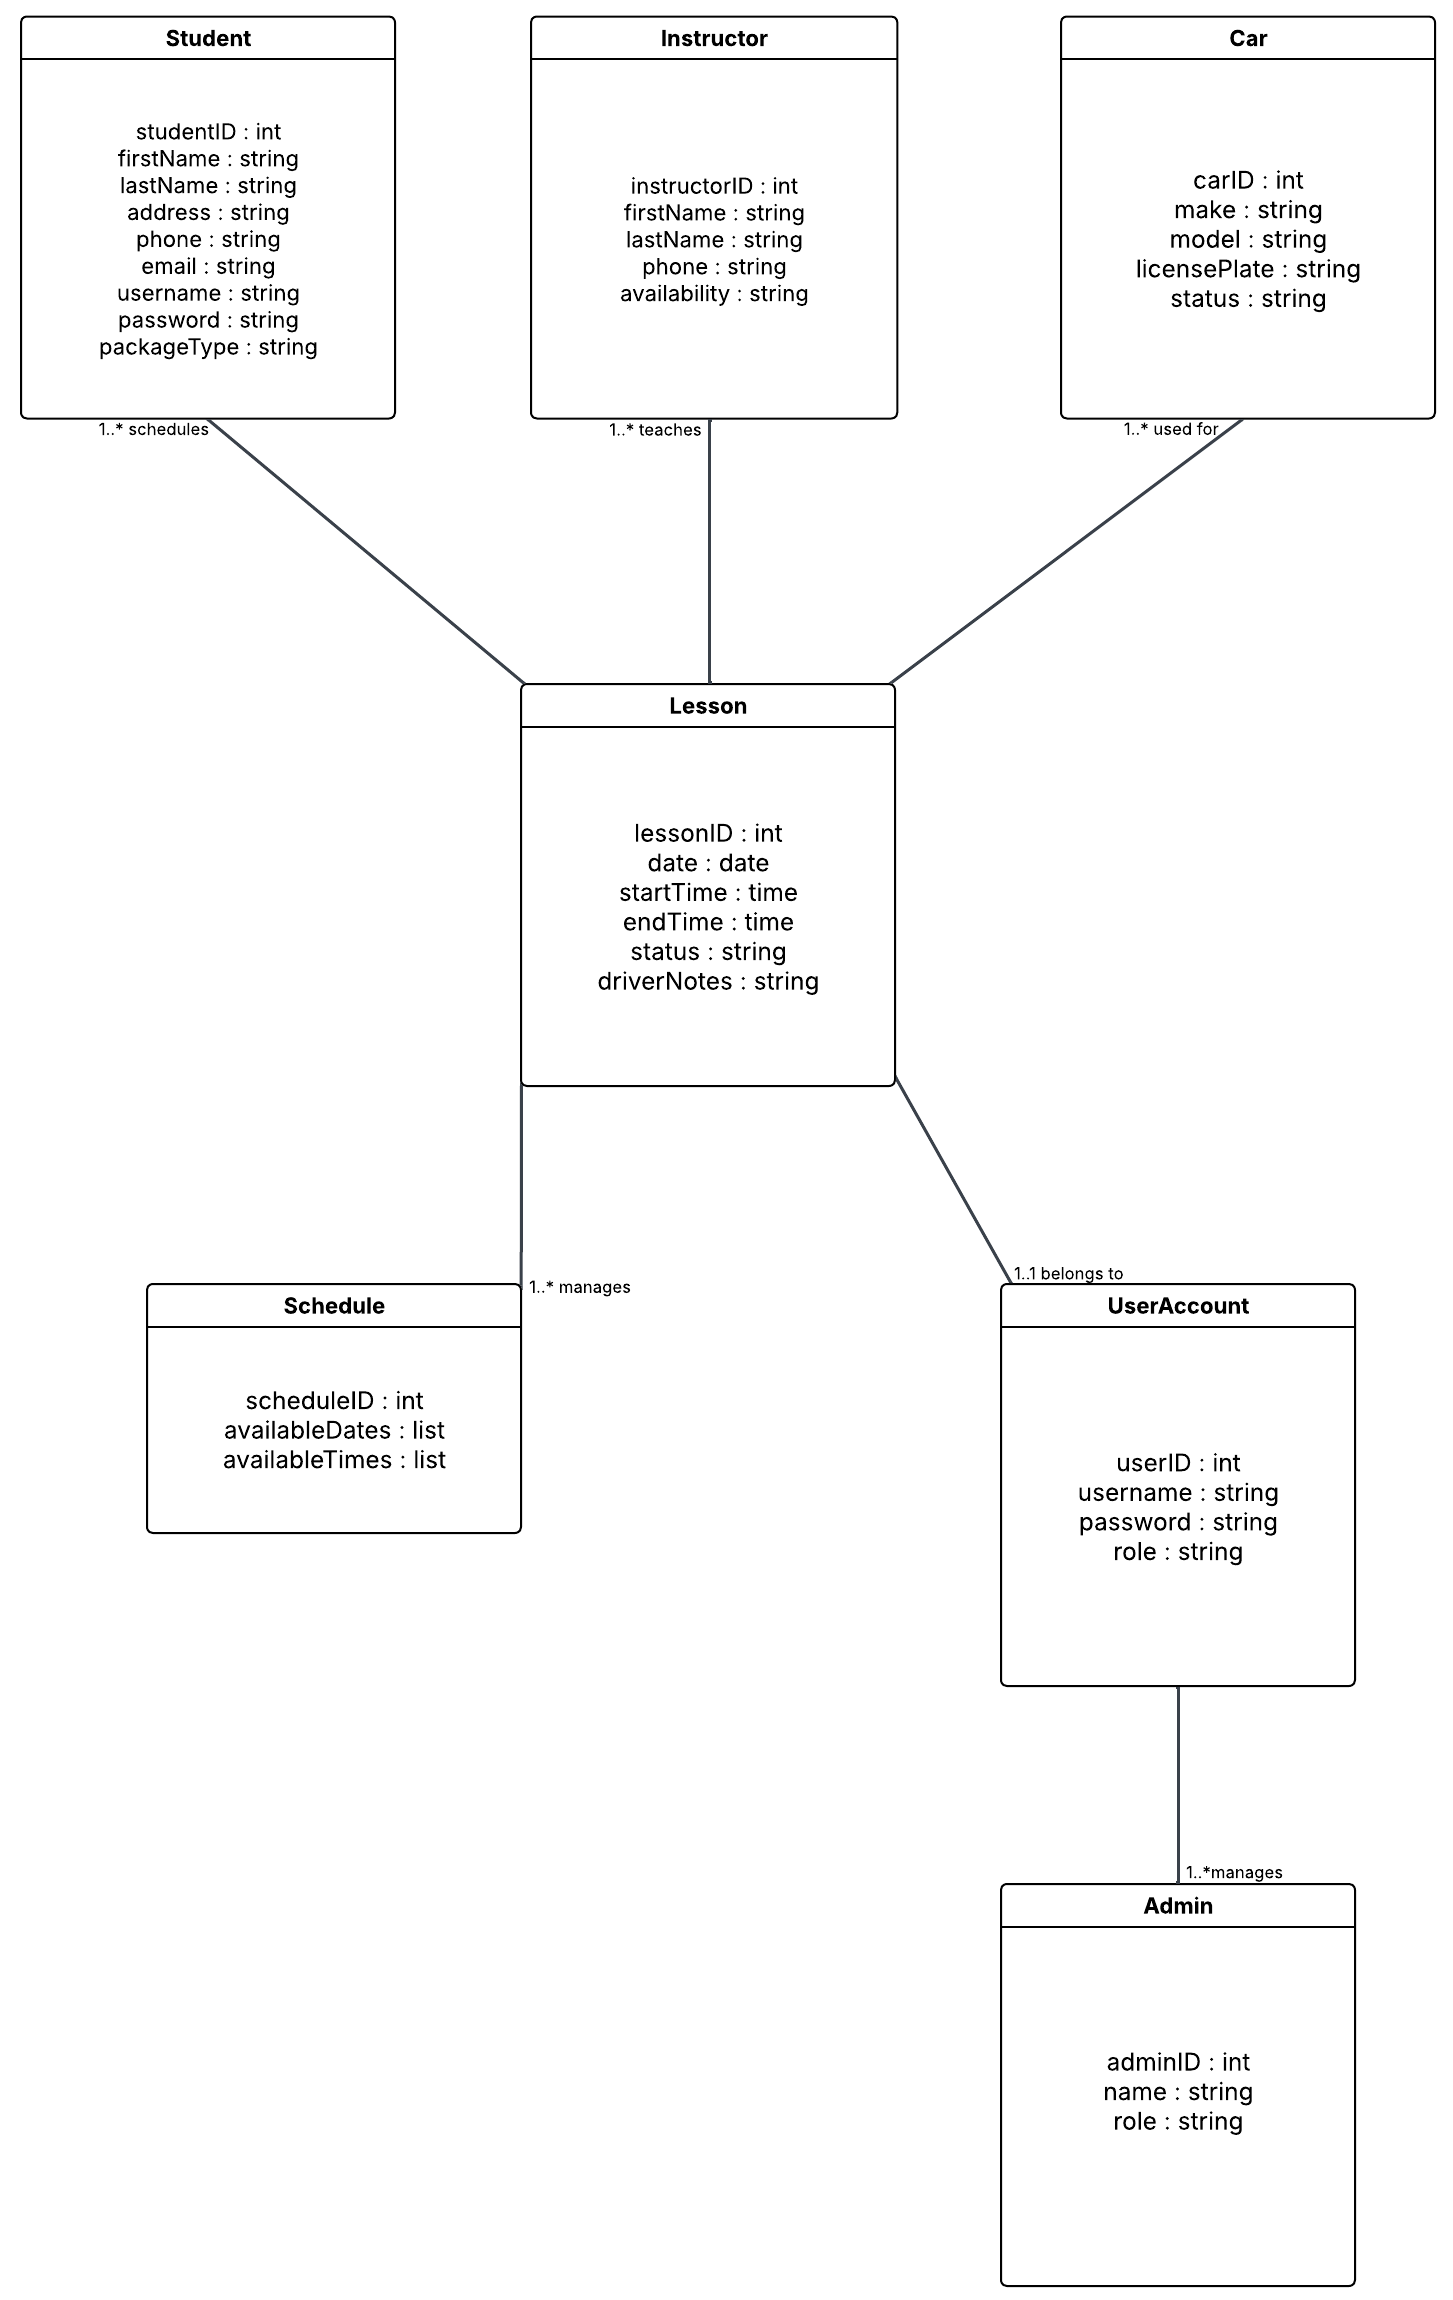 Student
studentID : int
firstName : string
lastName : string
address : string
phone : string
email : string
username : string
password : string
packageType : string
1..* schedules
Instructor
instructorID : int
firstName : string
lastName : string
phone : string
availability : string
1..* teaches
Car
carID : int
make : string
model : string
licensePlate : string
status : string
1..* used for
Lesson
lessonID : int
date : date
startTime : time
endTime : time
status : string
driverNotes : string
1..* manages
Schedule
scheduleID : int
availableDates : list
availableTimes : list
1..1 belongs to
UserAccount
userID : int
username : string
password : string
role : string
1..*manages
Admin
adminID : int
name : string
role : string